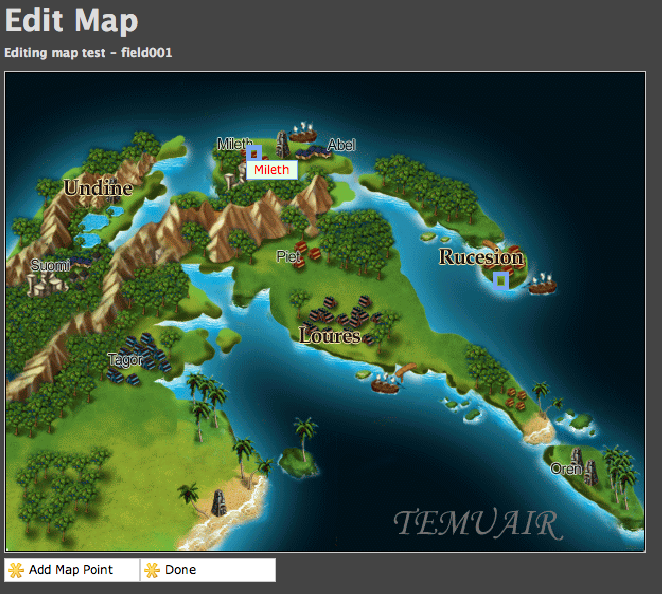 Edit Map
Editing map test - field001
Mileth
Abel
Mileth
Undine
Rucesion
Piet
Suomi
Loures
Tagor
Oren
TEMUAIR
Add Map Point
Done